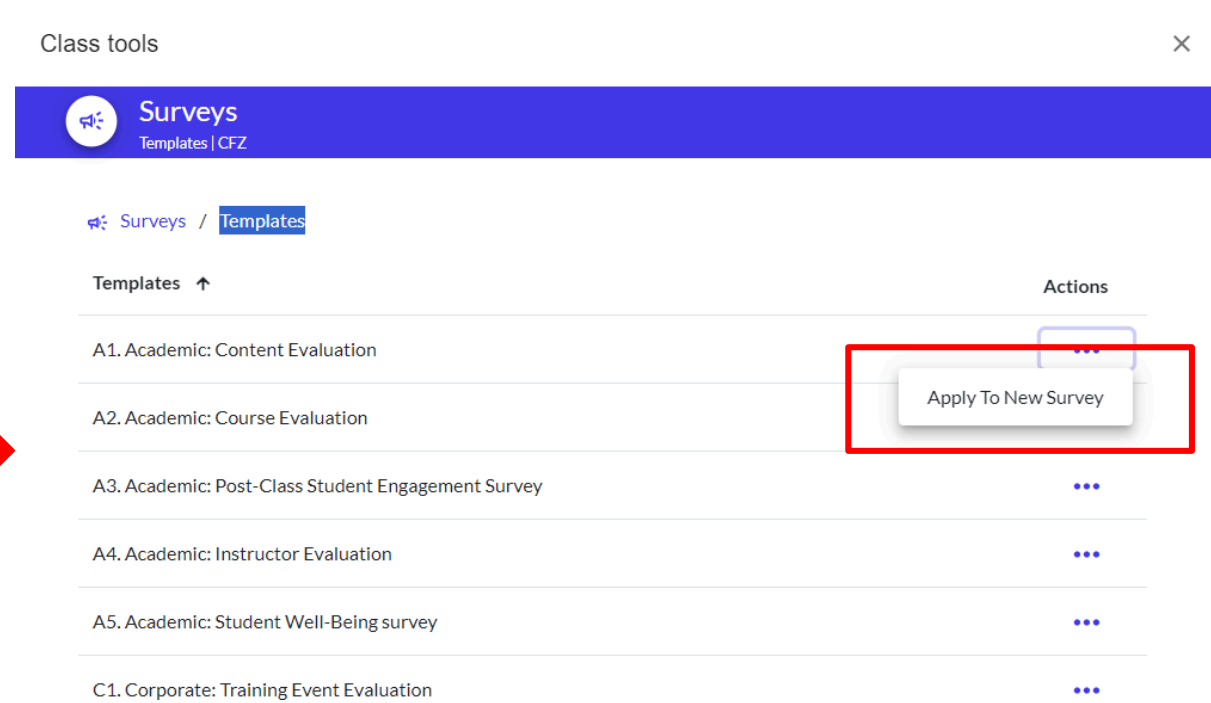 Class tools
Surveys
Templates | CFZ
Surveys / Templates
Templates
Actions
A1. Academic: Content Evaluation
Apply To New Survey
A2. Academic: Course Evaluation
A3. Academic: Post-Class Student Engagement Survey
A4. Academic: Instructor Evaluation
A5. Academic: Student Well-Being survey
C1. Corporate: Training Event Evaluation